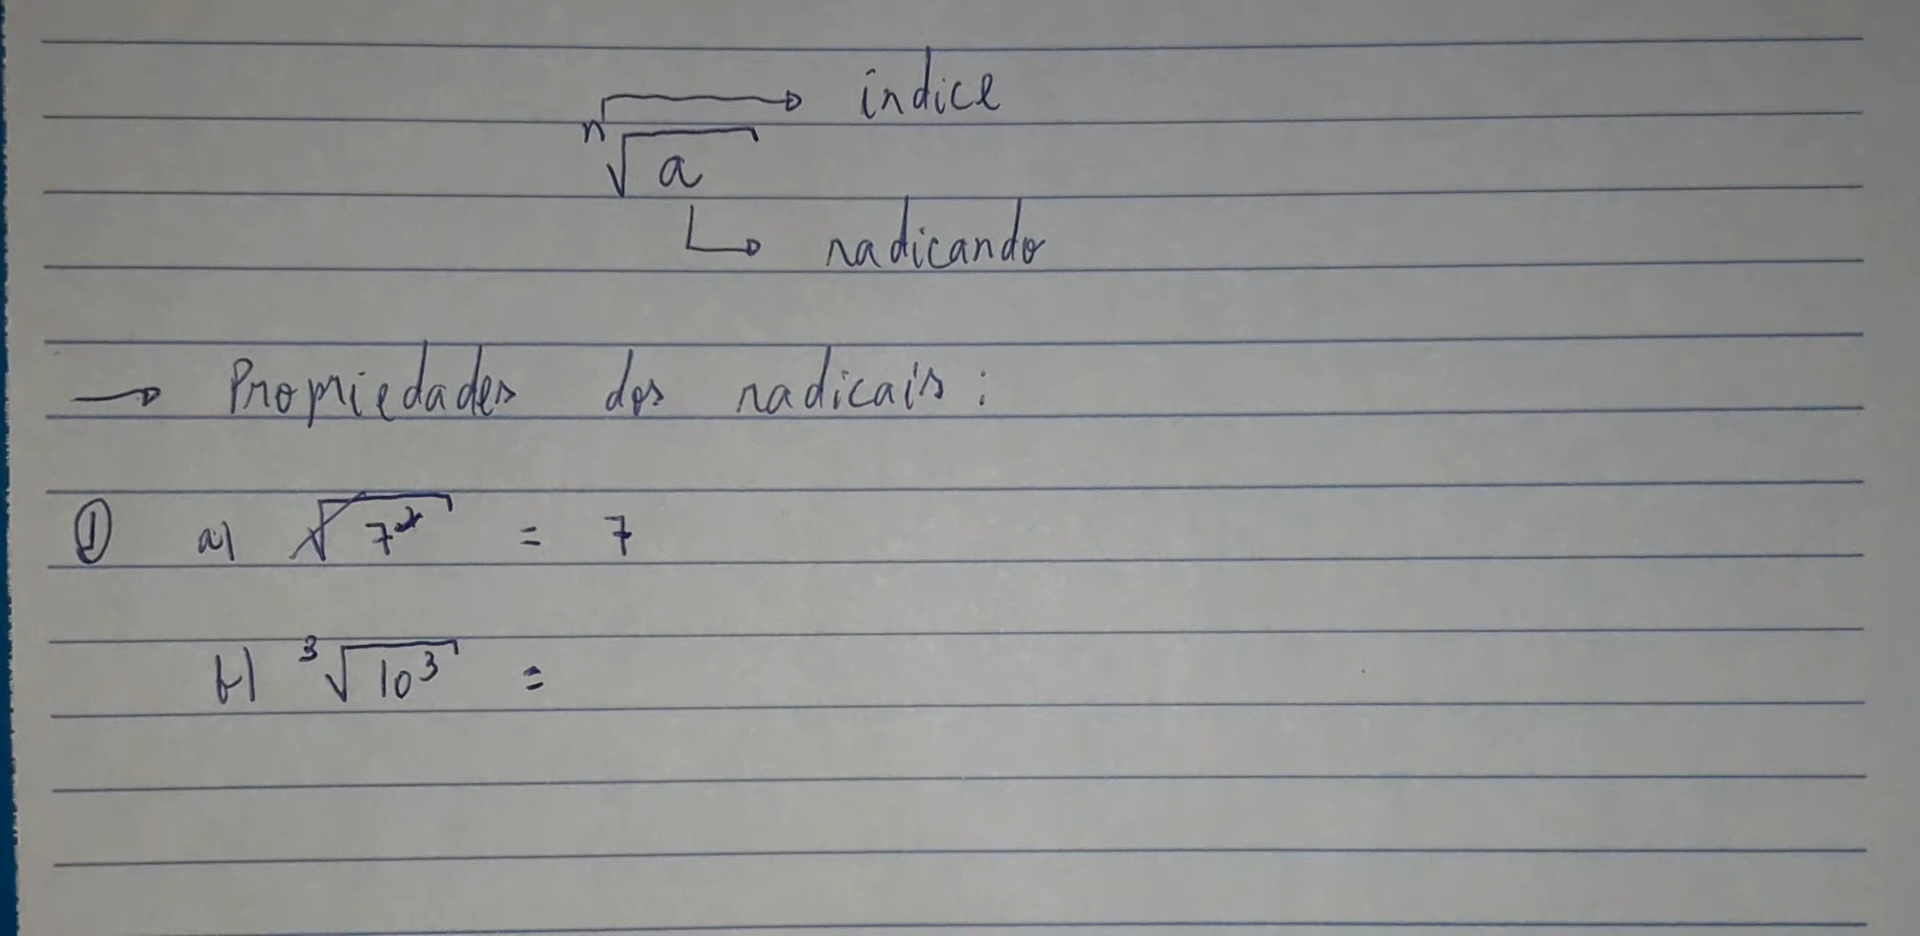 índice
ⁿ√a
radicando
→ Propriedades dos radicais:
① a) √7² = 7
b) ³√10³ =